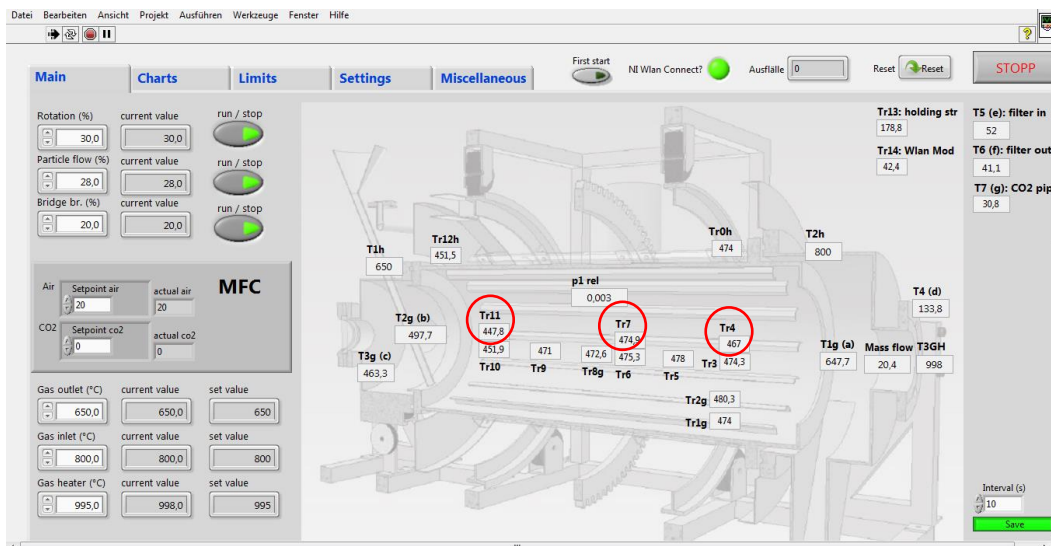 Datei Bearbeiten Ansicht Projekt Ausführen Werkzeuge Fenster Hilfe
Main Charts Limits Settings Miscellaneous
First start
NI Wlan Connect?
Ausfälle 0
Reset Reset
STOPP
Rotation (%) current value run / stop
30,0 30,0
Particle flow (%) current value run / stop
28,0 28,0
Bridge br. (%) current value run / stop
20,0 20,0
MFC
Air Setpoint air actual air
20 20
CO2 Setpoint co2 actual co2
0 0
Gas outlet (°C) current value set value
650,0 650,0 650
Gas inlet (°C) current value set value
800,0 800,0 800
Gas heater (°C) current value set value
995,0 998,0 995
Tr13: holding str
178,8
Tr14: Wlan Mod
42,4
T5 (e): filter in
52
T6 (f): filter out
41,1
T7 (g): CO2 pip
30,8
T1h
650
Tr12h
451,5
Tr0h
474
T2h
800
p1 rel
0,003
T2g (b)
497,7
T3g (c)
463,3
Tr11
447,8
451,9
Tr10
471
Tr9
472,6
Tr8g
Tr7
474,9
475,3
Tr6
478
Tr5
Tr4
467
Tr3 474,3
Tr2g 480,3
Tr1g 474
T1g (a)
647,7
Mass flow
20,4
T3GH
998
T4 (d)
133,8
Interval (s)
10
Save